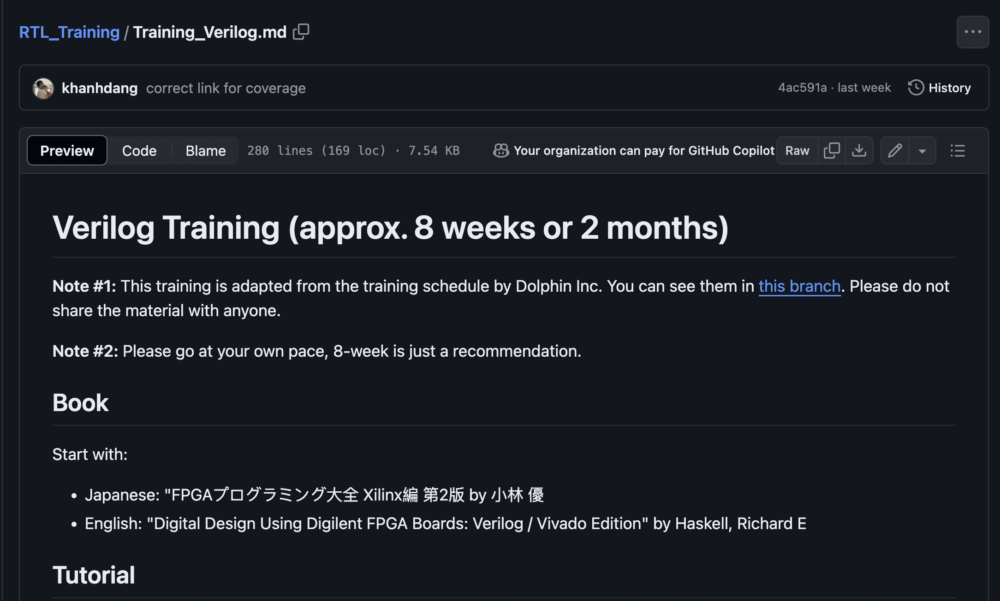 RTL_Training / Training_Verilog.md
khanhdang correct link for coverage 4ac591a · last week History
Preview Code Blame 280 lines (169 loc) · 7.54 KB Your organization can pay for GitHub Copilot Raw
Verilog Training (approx. 8 weeks or 2 months)
Note #1: This training is adapted from the training schedule by Dolphin Inc. You can see them in this branch. Please do not
share the material with anyone.
Note #2: Please go at your own pace, 8-week is just a recommendation.
Book
Start with:
• Japanese: "FPGAプログラミング大全 Xilinx編 第2版 by 小林 優
• English: "Digital Design Using Digilent FPGA Boards: Verilog / Vivado Edition" by Haskell, Richard E
Tutorial